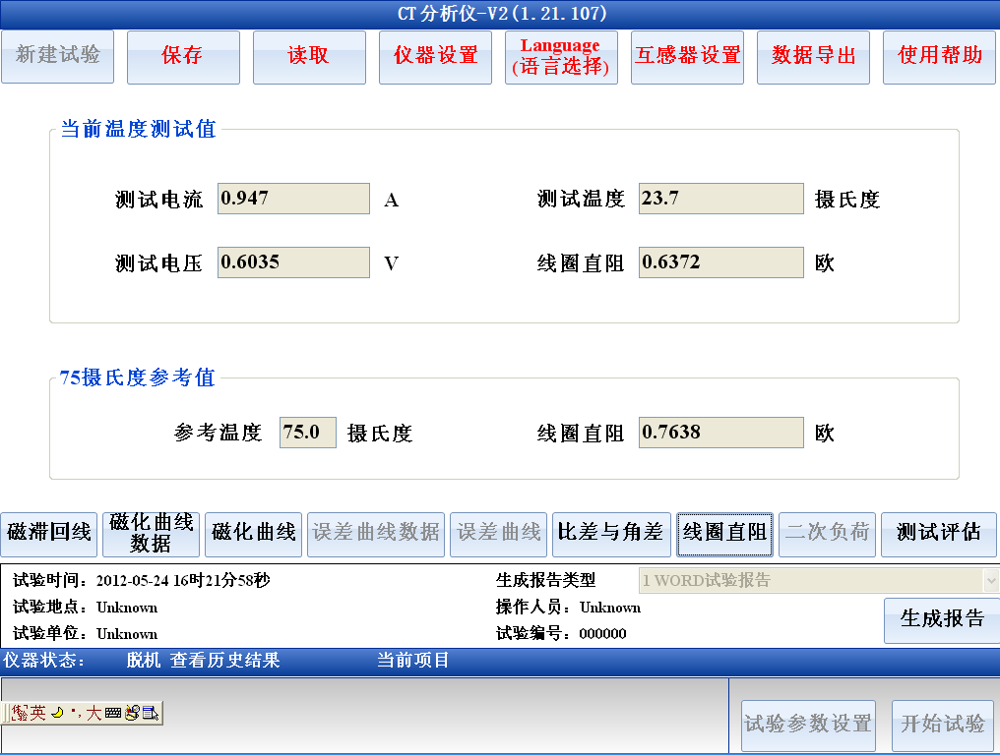 CT分析仪-V2(1.21.107)
新建试验 保存 读取 仪器设置 Language (语言选择) 互感器设置 数据导出 使用帮助
当前温度测试值
测试电流 0.947 A 测试温度 23.7 摄氏度
测试电压 0.6035 V 线圈直阻 0.6372 欧
75摄氏度参考值
参考温度 75.0 摄氏度 线圈直阻 0.7638 欧
磁滞回线 磁化曲线数据 磁化曲线 误差曲线数据 误差曲线 比差与角差 线圈直阻 二次负荷 测试评估
试验时间: 2012-05-24 16时21分58秒 生成报告类型 1 WORD试验报告
试验地点: Unknown 操作人员: Unknown
试验单位: Unknown 试验编号: 000000 生成报告
仪器状态: 脱机 查看历史结果 当前项目
英 大 试验参数设置 开始试验